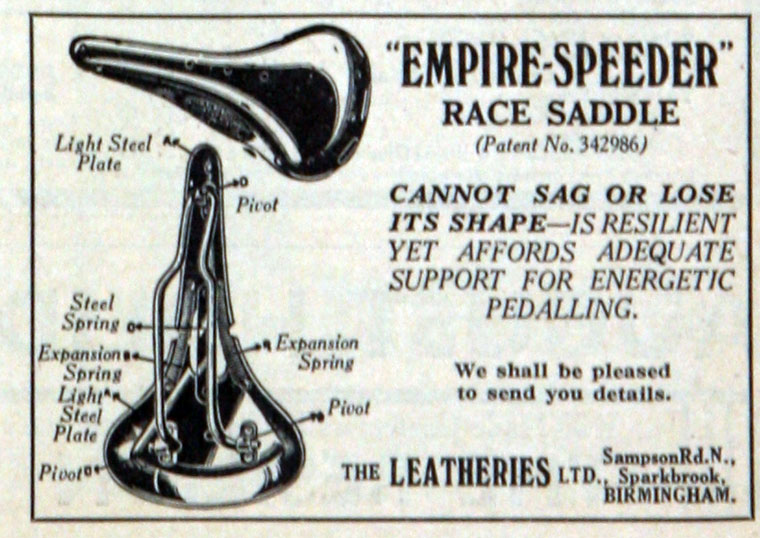 "EMPIRE-SPEEDER"
RACE SADDLE
(Patent No. 342986)
CANNOT SAG OR LOSE
ITS SHAPE—IS RESILIENT
YET AFFORDS ADEQUATE
SUPPORT FOR ENERGETIC
PEDALLING.
We shall be pleased
to send you details.
THE LEATHERIES LTD.,
Sampson Rd. N.,
Sparkbrook,
BIRMINGHAM.
Light Steel
Plate
Pivot
Steel
Spring
Expansion
Spring
Expansion
Spring
Light
Steel
Plate
Pivot
Pivot